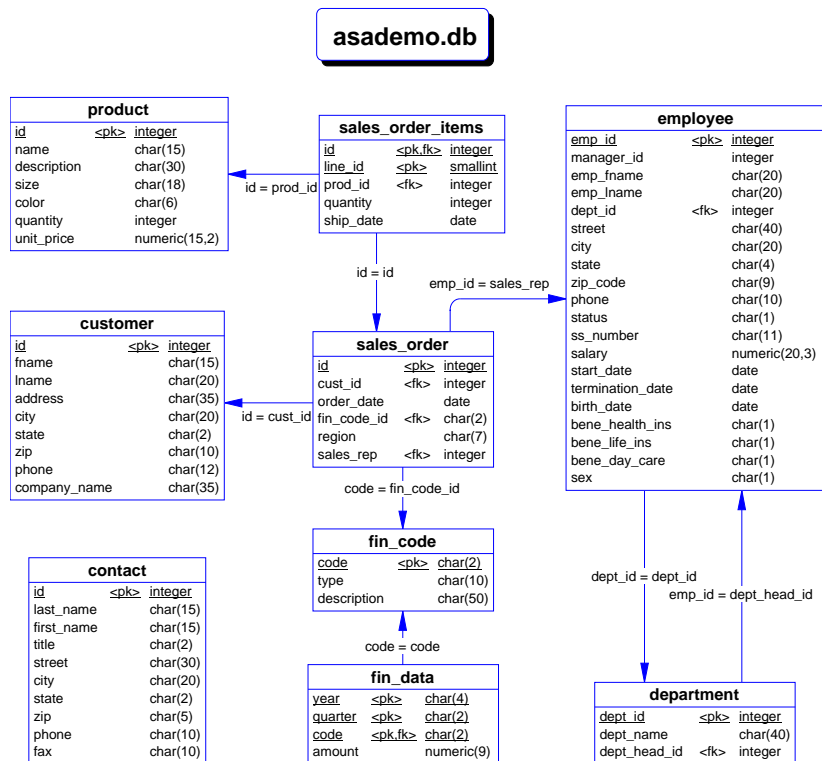 asademo.db
product
id <pk> integer
name char(15)
description char(30)
size char(18)
color char(6)
quantity integer
unit_price numeric(15,2)
id = prod_id
sales_order_items
id <pk,fk> integer
line_id <pk> smallint
prod_id <fk> integer
quantity integer
ship_date date
id = id
emp_id = sales_rep
employee
emp_id <pk> integer
manager_id integer
emp_fname char(20)
emp_lname char(20)
dept_id <fk> integer
street char(40)
city char(20)
state char(4)
zip_code char(9)
phone char(10)
status char(1)
ss_number char(11)
salary numeric(20,3)
start_date date
termination_date date
birth_date date
bene_health_ins char(1)
bene_life_ins char(1)
bene_day_care char(1)
sex char(1)
customer
id <pk> integer
fname char(15)
lname char(20)
address char(35)
city char(20)
state char(2)
zip char(10)
phone char(12)
company_name char(35)
id = cust_id
sales_order
id <pk> integer
cust_id <fk> integer
order_date date
fin_code_id <fk> char(2)
region char(7)
sales_rep <fk> integer
code = fin_code_id
fin_code
code <pk> char(2)
type char(10)
description char(50)
code = code
dept_id = dept_id
emp_id = dept_head_id
contact
id <pk> integer
last_name char(15)
first_name char(15)
title char(2)
street char(30)
city char(20)
state char(2)
zip char(5)
phone char(10)
fax char(10)
fin_data
year <pk> char(4)
quarter <pk> char(2)
code <pk,fk> char(2)
amount numeric(9)
department
dept_id <pk> integer
dept_name char(40)
dept_head_id <fk> integer